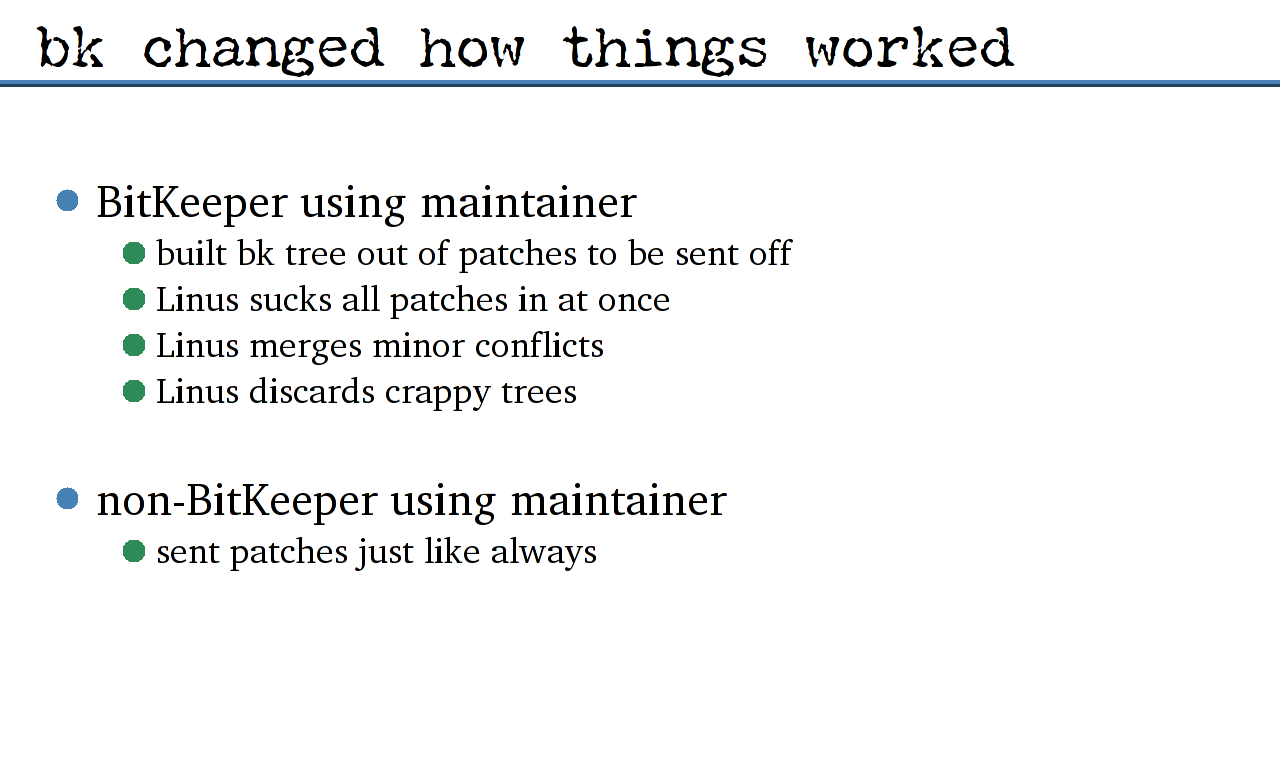 bk changed how things worked
BitKeeper using maintainer
built bk tree out of patches to be sent off
Linus sucks all patches in at once
Linus merges minor conflicts
Linus discards crappy trees
non-BitKeeper using maintainer
sent patches just like always